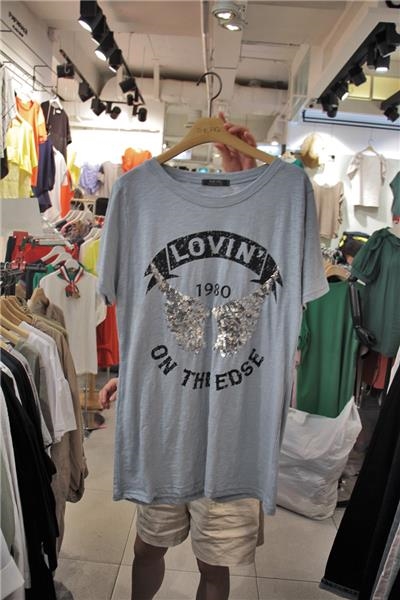 LOVIN'
1980
ON THE EDSE